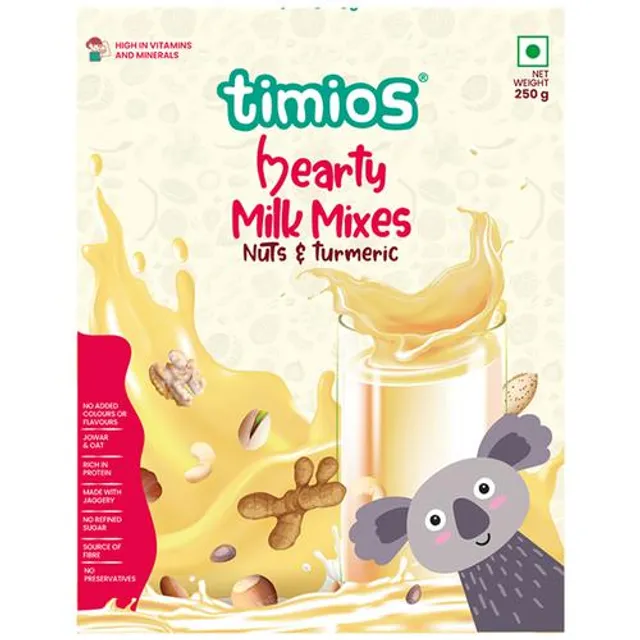 HIGH IN VITAMINS
AND MINERALS
NET
WEIGHT
250 g
timios®
hearty
Milk Mixes
Nuts & turmeric
NO ADDED
COLOURS OR
FLAVOURS
JOWAR
& OAT
RICH IN
PROTEIN
MADE WITH
JAGGERY
NO REFINED
SUGAR
SOURCE OF
FIBRE
NO
PRESERVATIVES